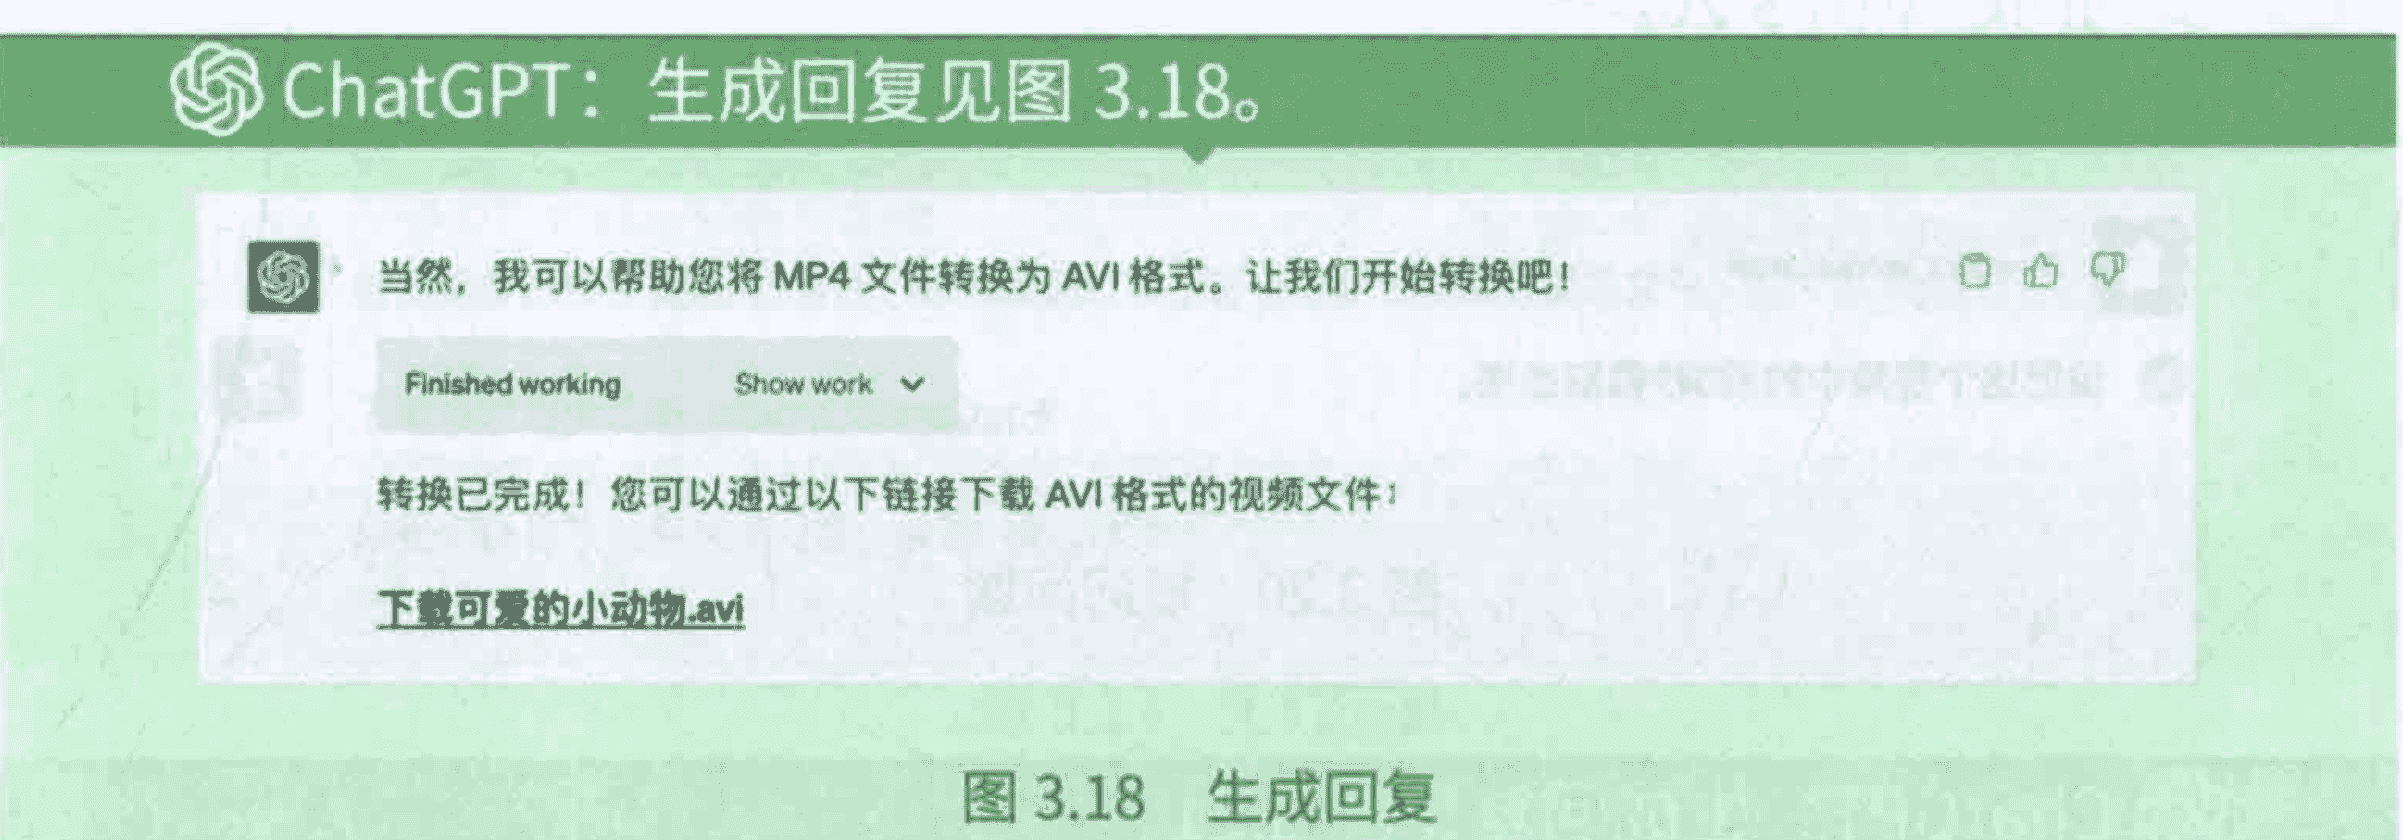 ChatGPT：生成回复见图 3.18。
当然，我可以帮助您将 MP4 文件转换为 AVI 格式。让我们开始转换吧！
Finished working Show work
转换已完成！您可以通过以下链接下载 AVI 格式的视频文件：
下载可爱的小动物.avi
图 3.18 生成回复